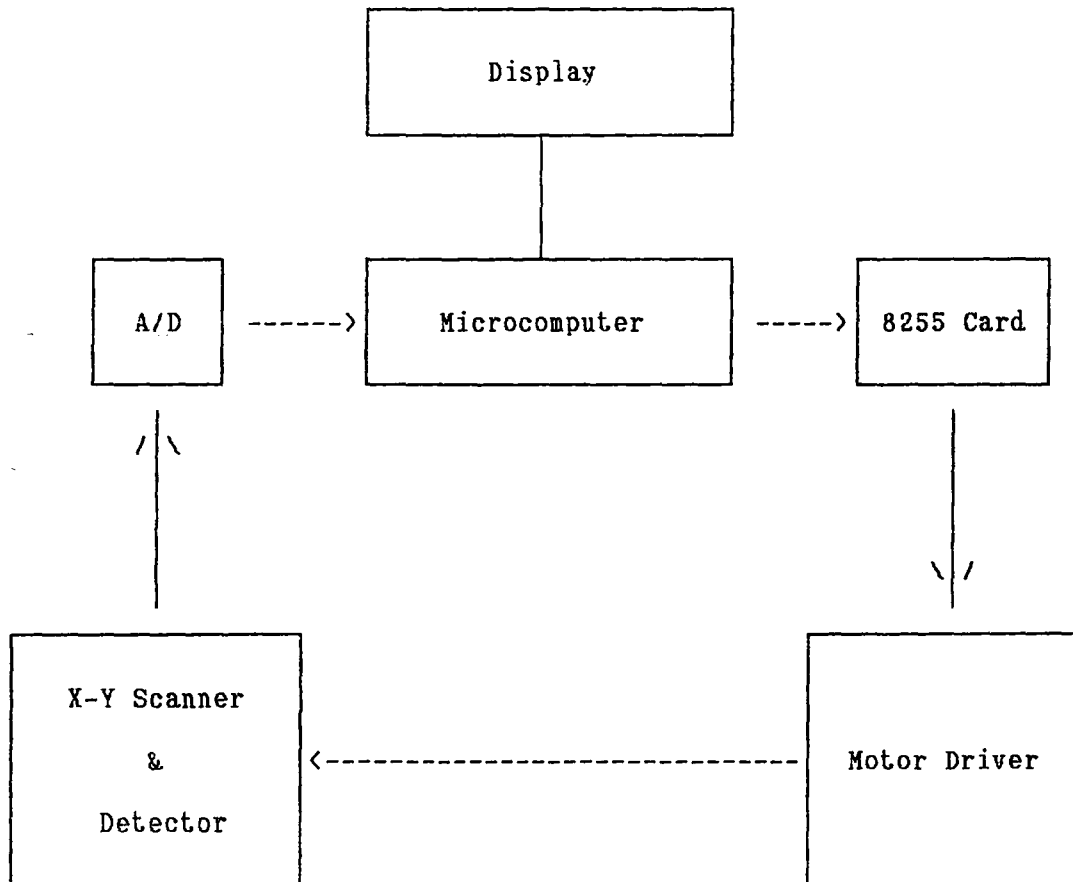 Display
A/D
Microcomputer
8255 Card
X-Y Scanner
&
Detector
Motor Driver